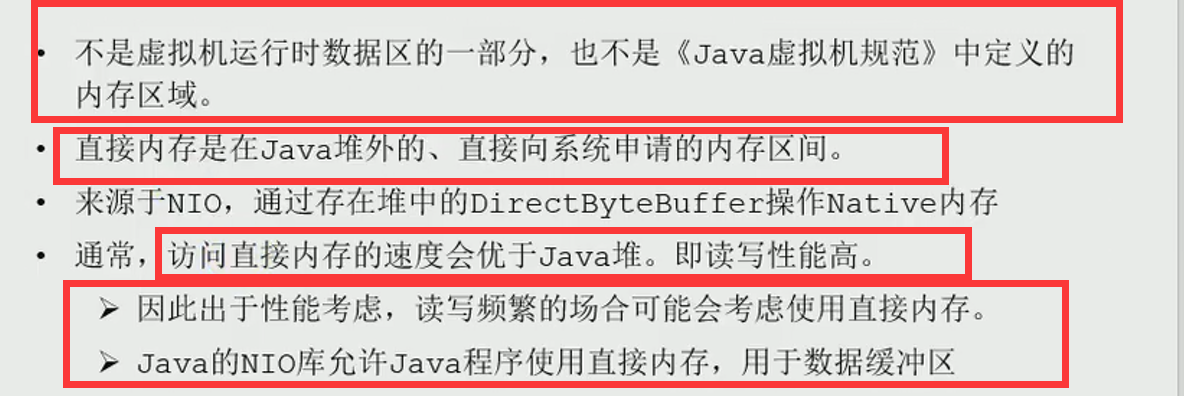 • 不是虚拟机运行时数据区的一部分，也不是《Java虚拟机规范》中定义的
内存区域。
• 直接内存是在Java堆外的、直接向系统申请的内存区间。
• 来源于NIO，通过存在堆中的DirectByteBuffer操作Native内存
• 通常，访问直接内存的速度会优于Java堆。即读写性能高。
➢ 因此出于性能考虑，读写频繁的场合可能会考虑使用直接内存。
➢ Java的NIO库允许Java程序使用直接内存，用于数据缓冲区